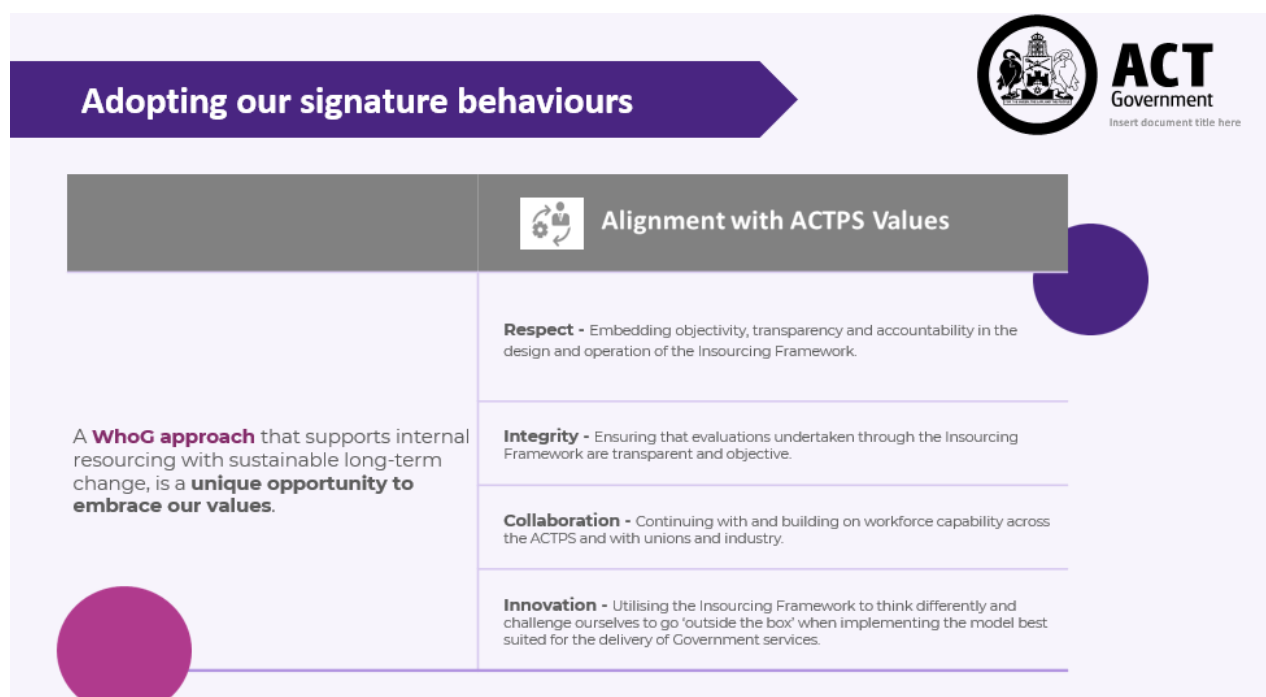 Adopting our signature behaviours
ACT
Government
Insert document title here
Alignment with ACTPS Values
A WhoG approach that supports internal
resourcing with sustainable long-term
change, is a unique opportunity to
embrace our values.
Respect - Embedding objectivity, transparency and accountability in the
design and operation of the Insourcing Framework.
Integrity - Ensuring that evaluations undertaken through the Insourcing
Framework are transparent and objective.
Collaboration - Continuing with and building on workforce capability across
the ACTPS and with unions and industry.
Innovation - Utilising the Insourcing Framework to think differently and
challenge ourselves to go ‘outside the box’ when implementing the model best
suited for the delivery of Government services.